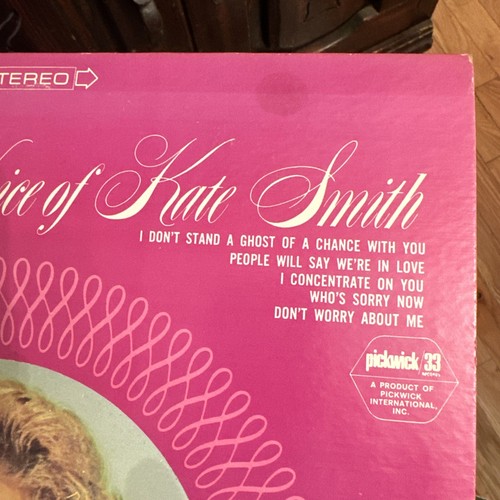 TEREO
ice of Kate Smith
I DON'T STAND A GHOST OF A CHANCE WITH YOU
PEOPLE WILL SAY WE'RE IN LOVE
I CONCENTRATE ON YOU
WHO'S SORRY NOW
DON'T WORRY ABOUT ME
pickwick/33
A PRODUCT OF
PICKWICK
INTERNATIONAL,
INC.